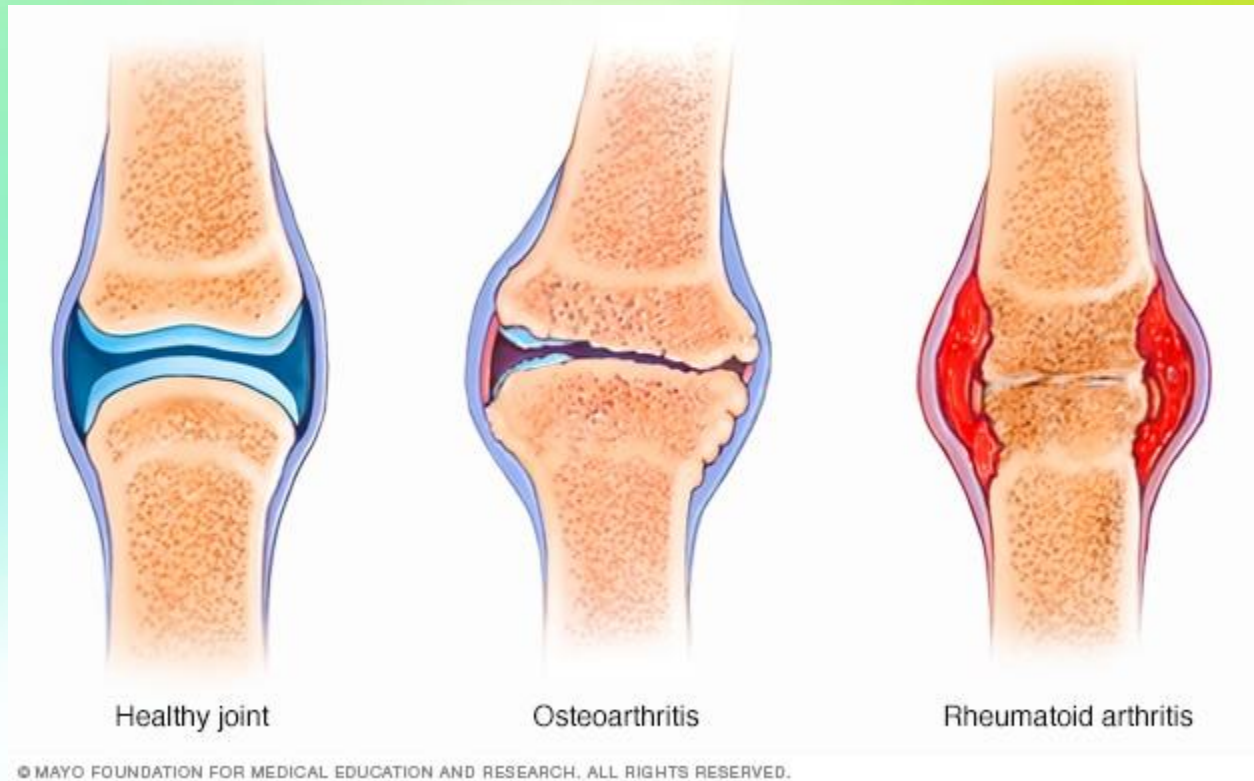 Healthy joint
Osteoarthritis
Rheumatoid arthritis
© MAYO FOUNDATION FOR MEDICAL EDUCATION AND RESEARCH. ALL RIGHTS RESERVED.